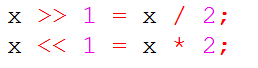 x >> 1 = x / 2;
x << 1 = x * 2;